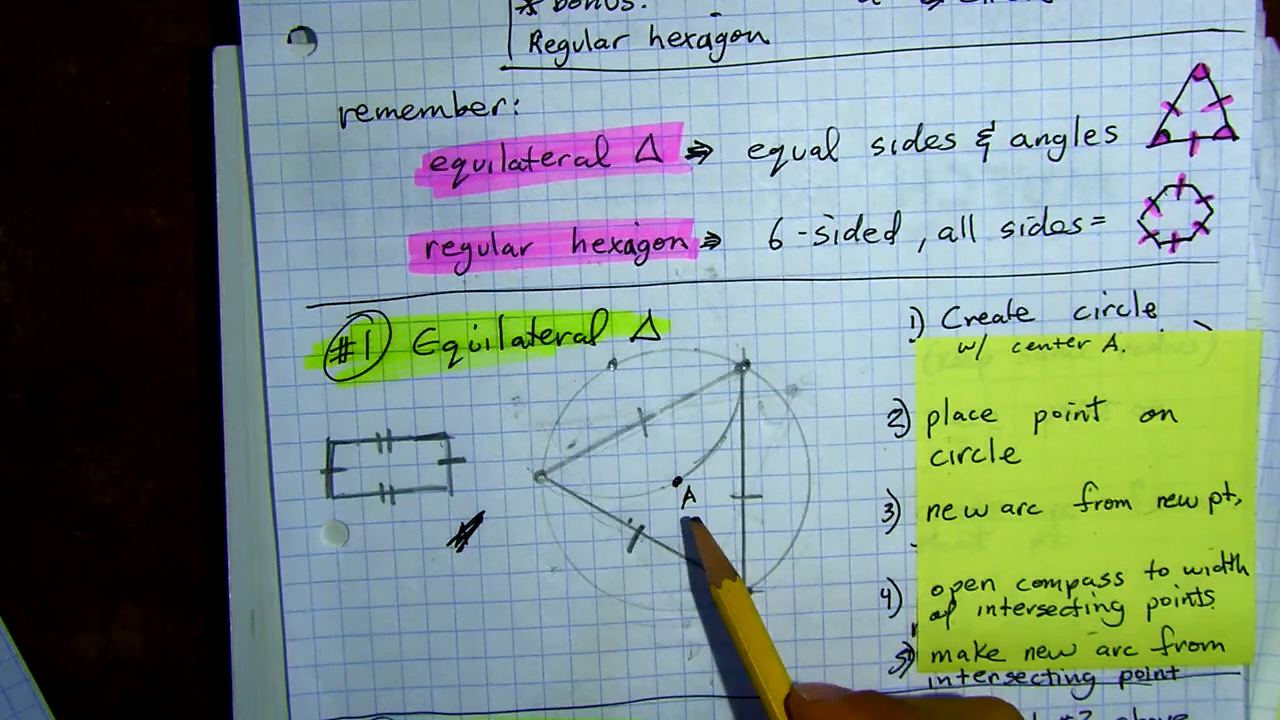 * bonus:
Regular hexagon
remember:
equilateral Δ ⇒ equal sides & angles
regular hexagon ⇒ 6-sided, all sides =
#1) Equilateral Δ
A
1) Create circle
w/ center A.
2) place point on
circle
3) new arc from new pt,
4) open compass to width
of intersecting points
5) make new arc from
intersecting point
above